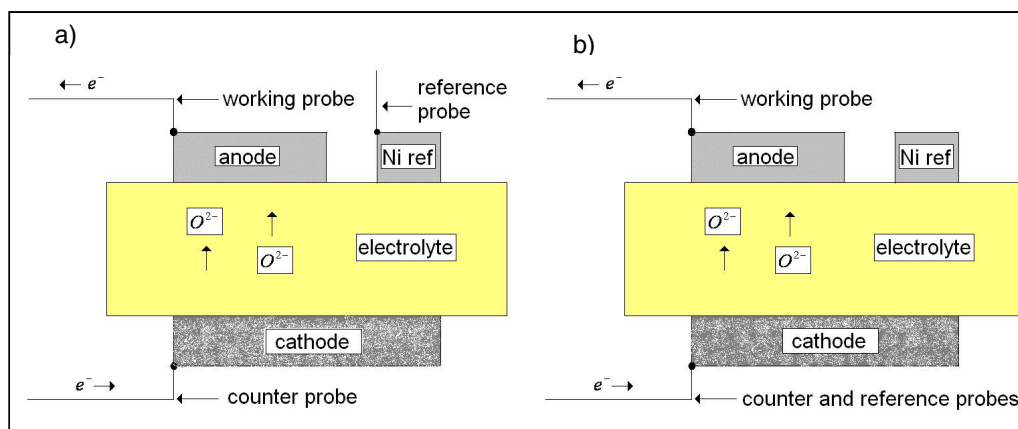 a)
e⁻
working probe
reference
probe
anode
Ni ref
O²⁻
O²⁻
electrolyte
cathode
e⁻
counter probe
b)
e⁻
working probe
anode
Ni ref
O²⁻
O²⁻
electrolyte
cathode
e⁻
counter and reference probes